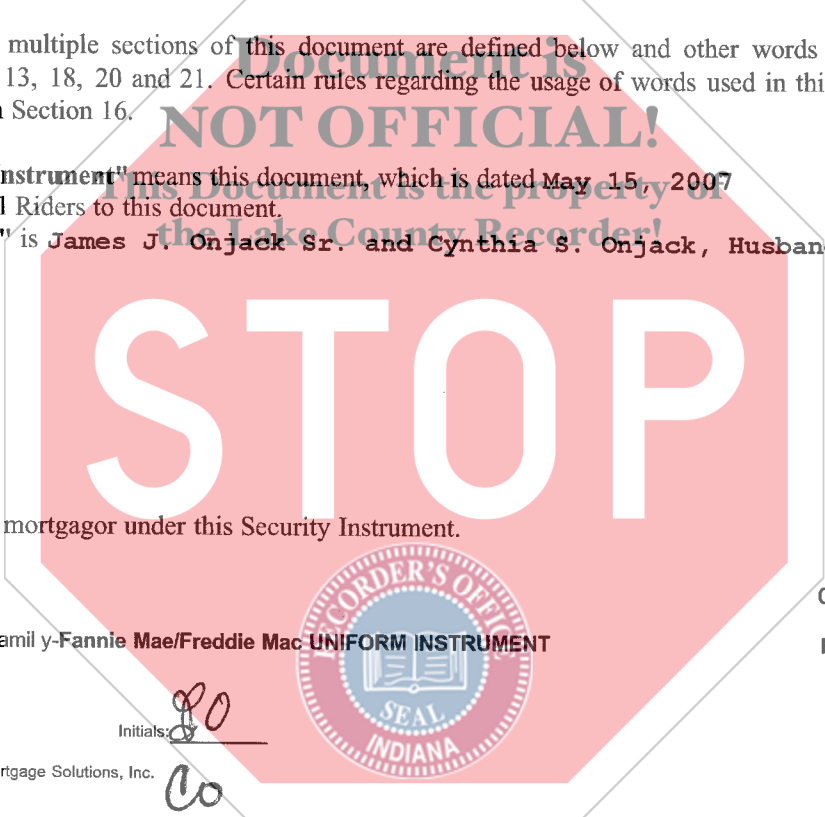 multiple sections of this document are defined below and other words
13, 18, 20 and 21. Certain rules regarding the usage of words used in thi
Section 16.
Document is
NOT OFFICIAL!
This Document is the property of
the Lake County Recorder!
nstrument" means this document, which is dated May 15, 2007
l Riders to this document.
" is James J. Onjack Sr. and Cynthia S. Onjack, Husban
STOP
mortgagor under this Security Instrument.
RECORDER'S OFFICE
SEAL
INDIANA
amil y-Fannie Mae/Freddie Mac UNIFORM INSTRUMENT
Initials: JO
rtgage Solutions, Inc.
CO